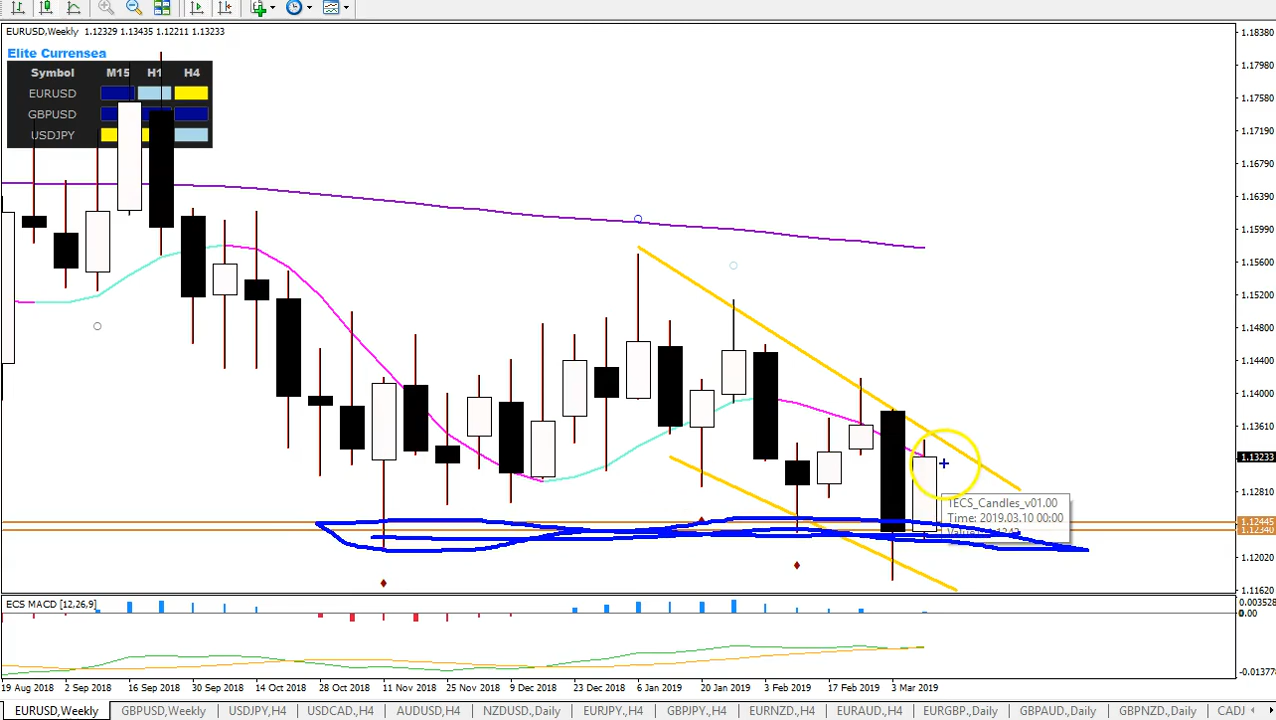 EURUSD,Weekly 1.12329 1.13435 1.12211 1.13233
Elite Currensea
Symbol M15 H1 H4
EURUSD
GBPUSD
USDJPY
1.18380
1.17980
1.17580
1.17190
1.16790
1.16390
1.15990
1.15600
1.15200
1.14800
1.14400
1.14000
1.13610
1.13233
1.12810
1.12445
1.12340
1.12020
1.11620
TECS_Candles_v01.00
Time: 2019.03.10 00:00
ECS MACD [12,26,9]
0.003528
0.00
-0.013777
19 Aug 2018 2 Sep 2018 16 Sep 2018 30 Sep 2018 14 Oct 2018 28 Oct 2018 11 Nov 2018 25 Nov 2018 9 Dec 2018 23 Dec 2018 6 Jan 2019 20 Jan 2019 3 Feb 2019 17 Feb 2019 3 Mar 2019
EURUSD,Weekly GBPUSD,Weekly USDJPY,H4 USDCAD.,H4 AUDUSD,H4 NZDUSD.,Daily EURJPY.,H4 GBPJPY.,H4 EURNZD.,H4 EURAUD.,H4 EURGBP.,Daily GBPAUD.,Daily GBPNZD.,Daily CADJ